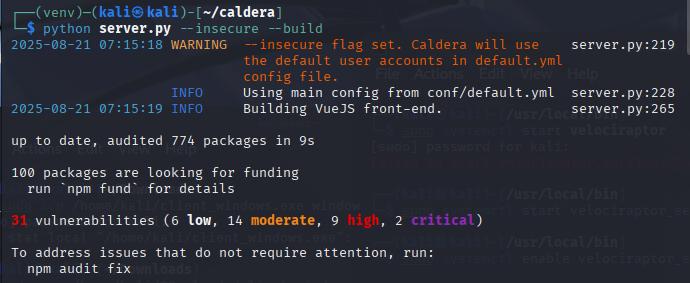 ┌──(venv)─(kali㉿kali)-[~/caldera]
└─$ python server.py --insecure --build
2025-08-21 07:15:18 WARNING --insecure flag set. Caldera will use server.py:219
the default user accounts in default.yml
config file.
INFO Using main config from conf/default.yml server.py:228
2025-08-21 07:15:19 INFO Building VueJS front-end. server.py:265
up to date, audited 774 packages in 9s
100 packages are looking for funding
run `npm fund` for details
31 vulnerabilities (6 low, 14 moderate, 9 high, 2 critical)
To address issues that do not require attention, run:
npm audit fix